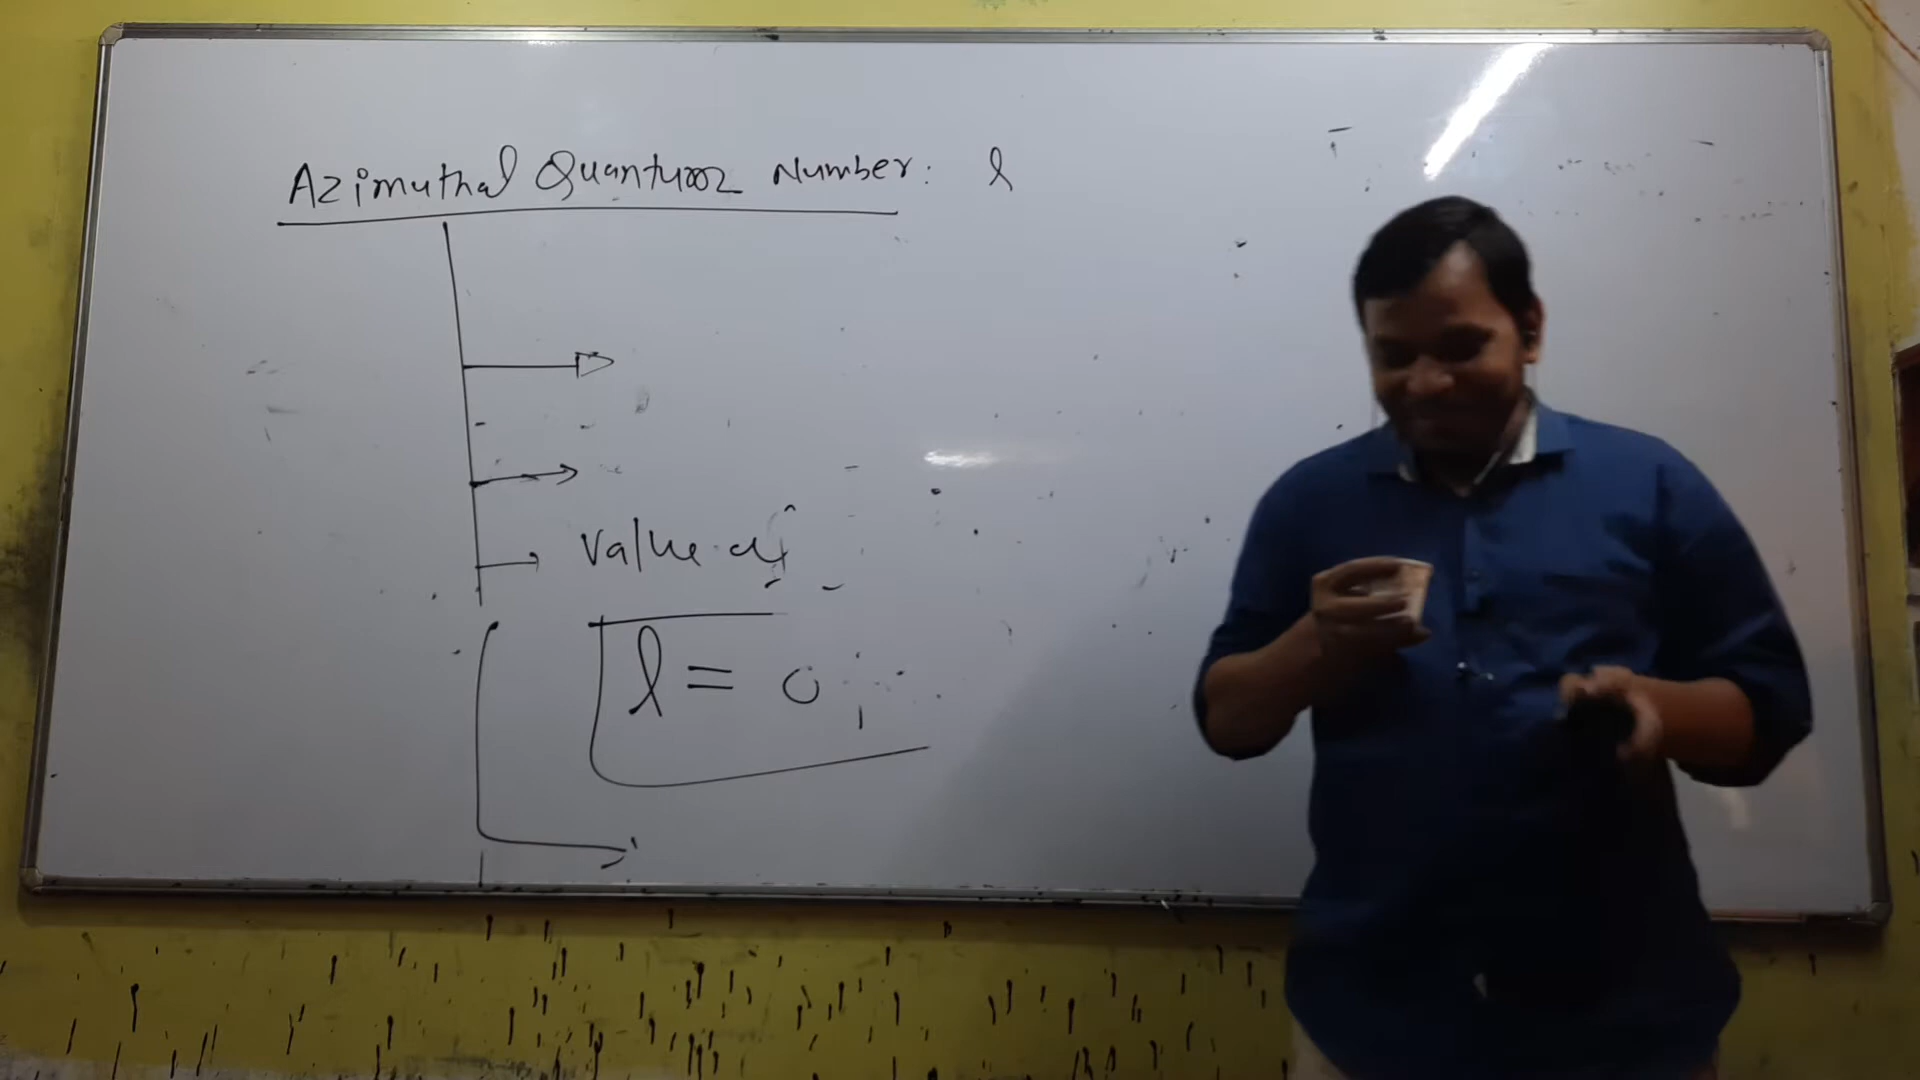 Azimuthal Quantum Number: l
Value of
l = 0,